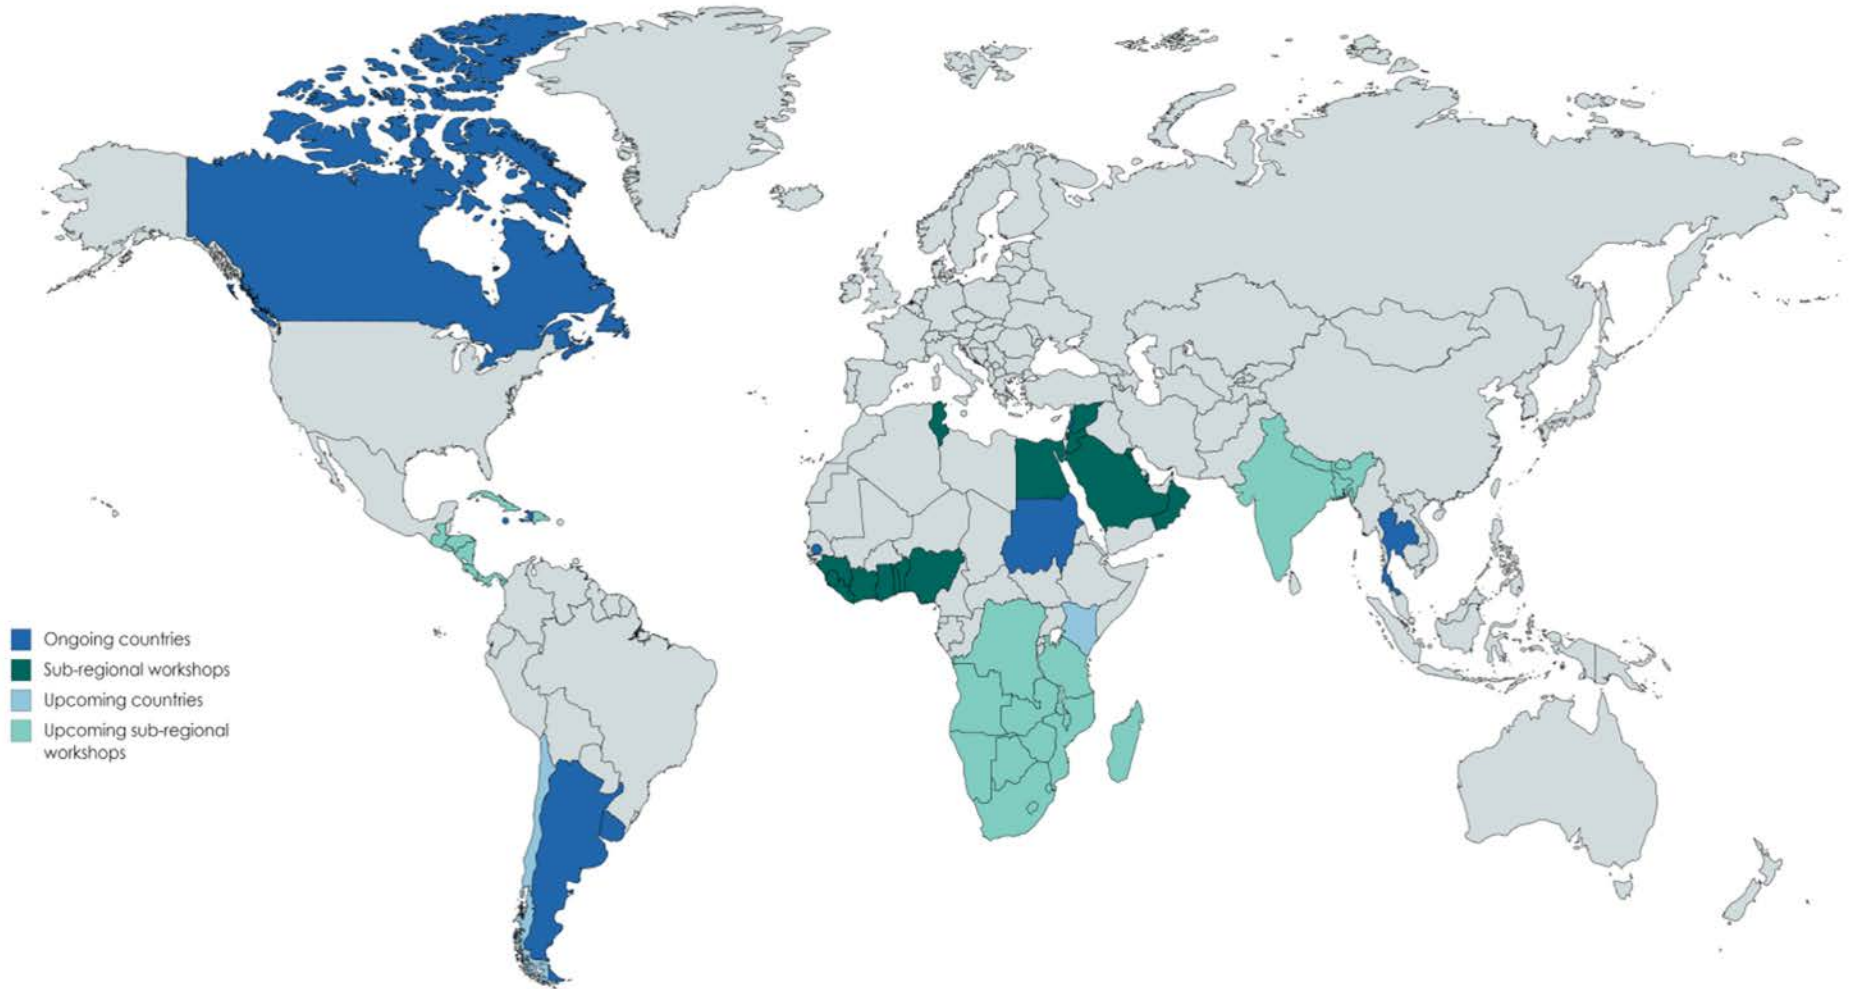 Ongoing countries
Sub-regional workshops
Upcoming countries
Upcoming sub-regional
workshops